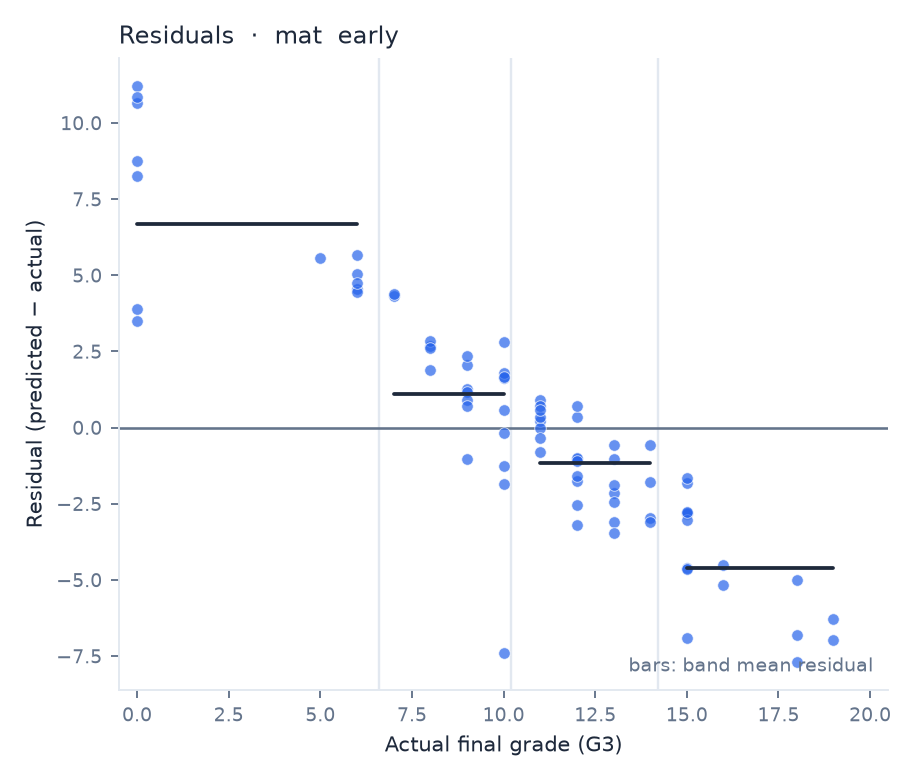 Residuals · mat early
Residual (predicted − actual)
10.0
7.5
5.0
2.5
0.0
−2.5
−5.0
−7.5
bars: band mean residual
0.0 2.5 5.0 7.5 10.0 12.5 15.0 17.5 20.0
Actual final grade (G3)